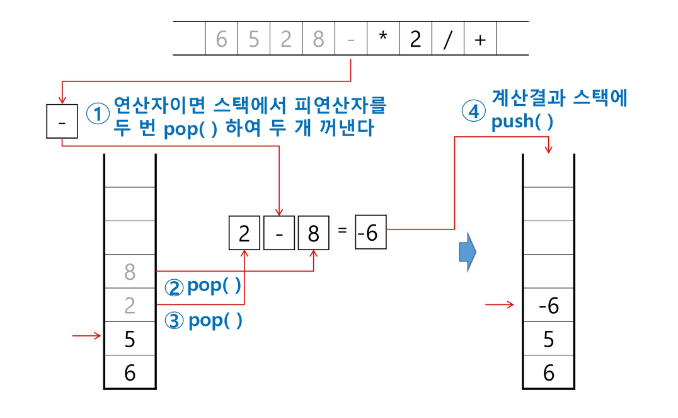 6 5 2 8 - * 2 / +
① 연산자이면 스택에서 피연산자를
두 번 pop( ) 하여 두 개 꺼낸다
④ 계산결과 스택에
push( )
-
2 - 8 = -6
8
② pop( )
2
③ pop( )
5
6
-6
5
6